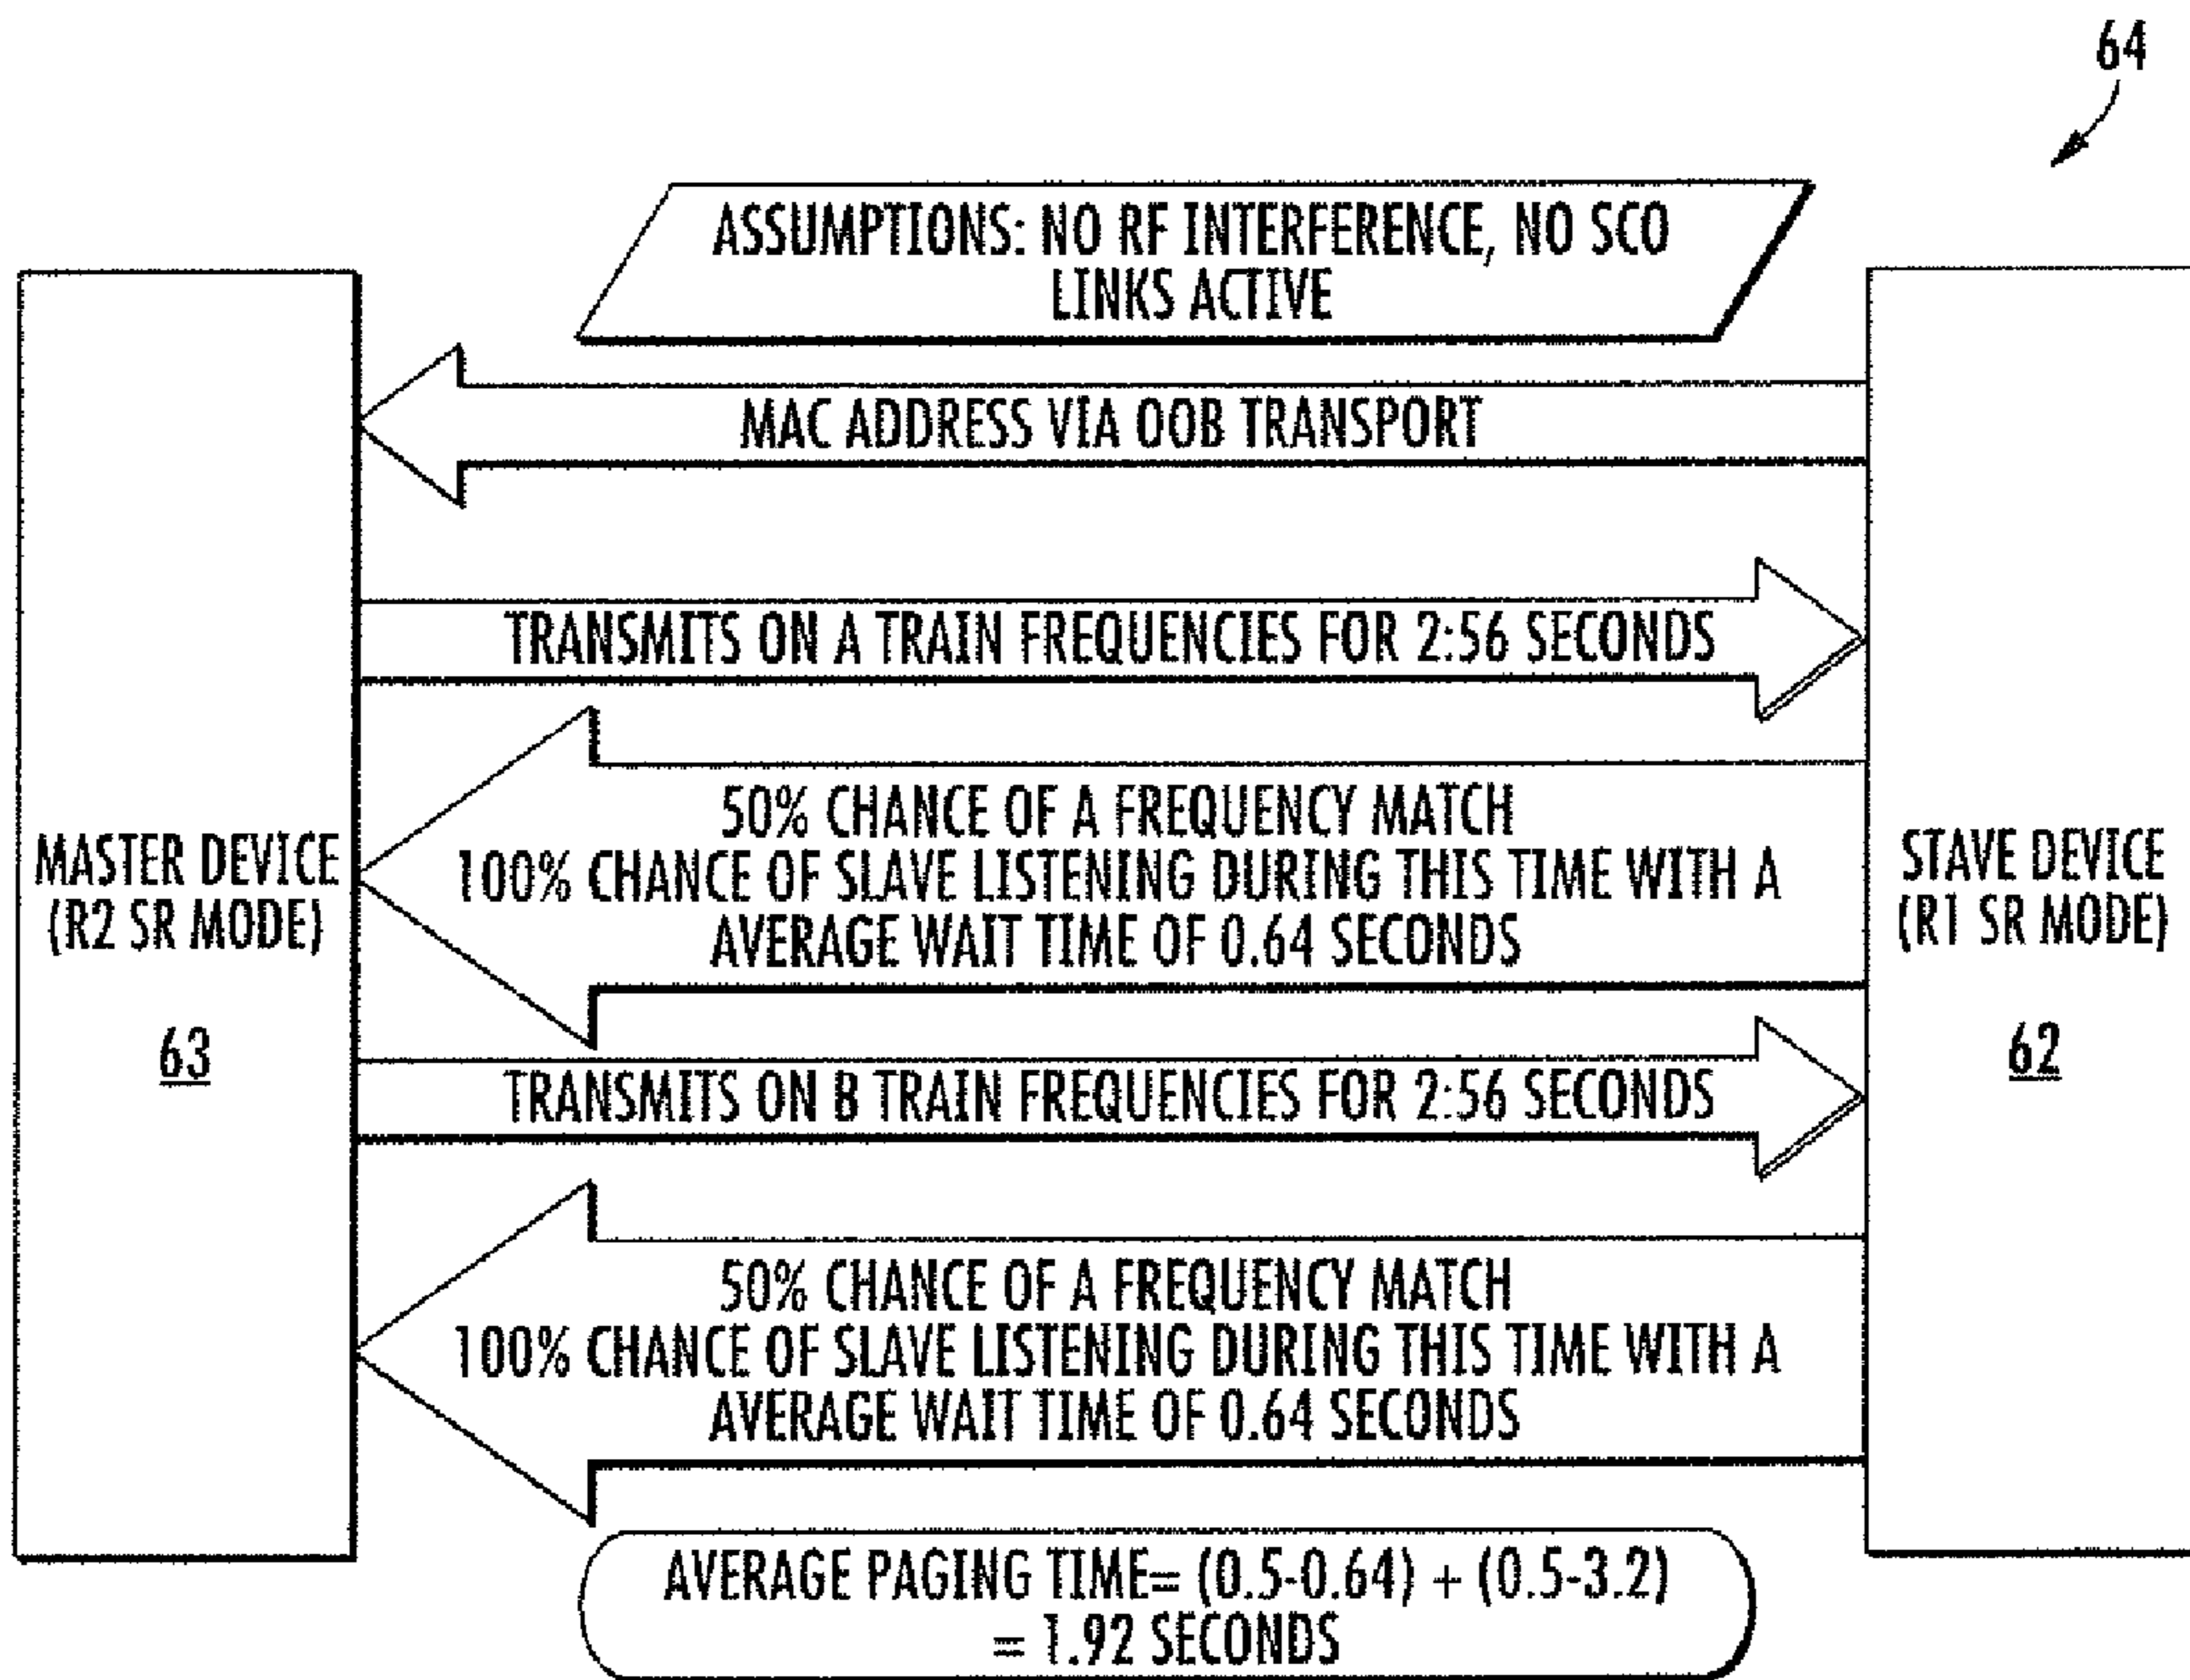 64
ASSUMPTIONS: NO RF INTERFERENCE, NO SCO
LINKS ACTIVE
MAC ADDRESS VIA OOB TRANSPORT
TRANSMITS ON A TRAIN FREQUENCIES FOR 2:56 SECONDS
50% CHANCE OF A FREQUENCY MATCH
100% CHANCE OF SLAVE LISTENING DURING THIS TIME WITH A
AVERAGE WAIT TIME OF 0.64 SECONDS
MASTER DEVICE
(R2 SR MODE)
63
STAVE DEVICE
(R1 SR MODE)
62
TRANSMITS ON B TRAIN FREQUENCIES FOR 2:56 SECONDS
50% CHANCE OF A FREQUENCY MATCH
100% CHANCE OF SLAVE LISTENING DURING THIS TIME WITH A
AVERAGE WAIT TIME OF 0.64 SECONDS
AVERAGE PAGING TIME= (0.5-0.64) + (0.5-3.2)
= 1.92 SECONDS